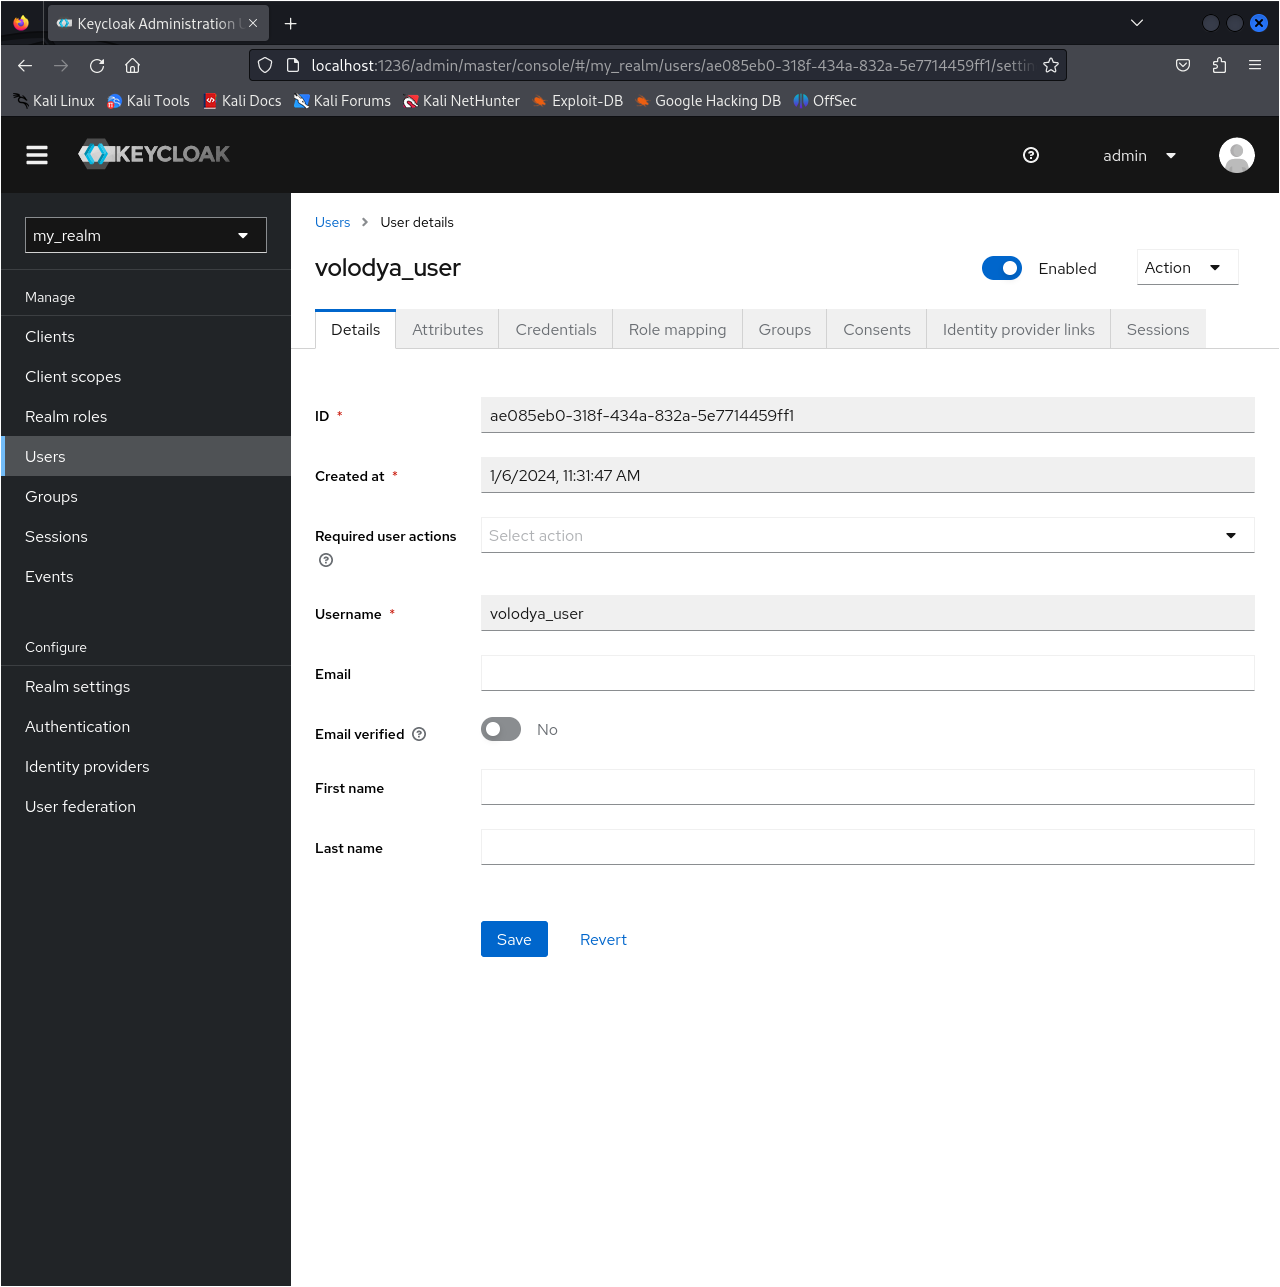 Keycloak Administration U
localhost:1236/admin/master/console/#/my_realm/users/ae085eb0-318f-434a-832a-5e7714459ff1/settin
Kali Linux Kali Tools Kali Docs Kali Forums Kali NetHunter Exploit-DB Google Hacking DB OffSec
KEYCLOAK
admin
my_realm
Manage
Clients
Client scopes
Realm roles
Users
Groups
Sessions
Events
Configure
Realm settings
Authentication
Identity providers
User federation
Users User details
volodya_user
Enabled
Action
Details Attributes Credentials Role mapping Groups Consents Identity provider links Sessions
ID * ae085eb0-318f-434a-832a-5e7714459ff1
Created at * 1/6/2024, 11:31:47 AM
Required user actions Select action
Username * volodya_user
Email
Email verified No
First name
Last name
Save Revert